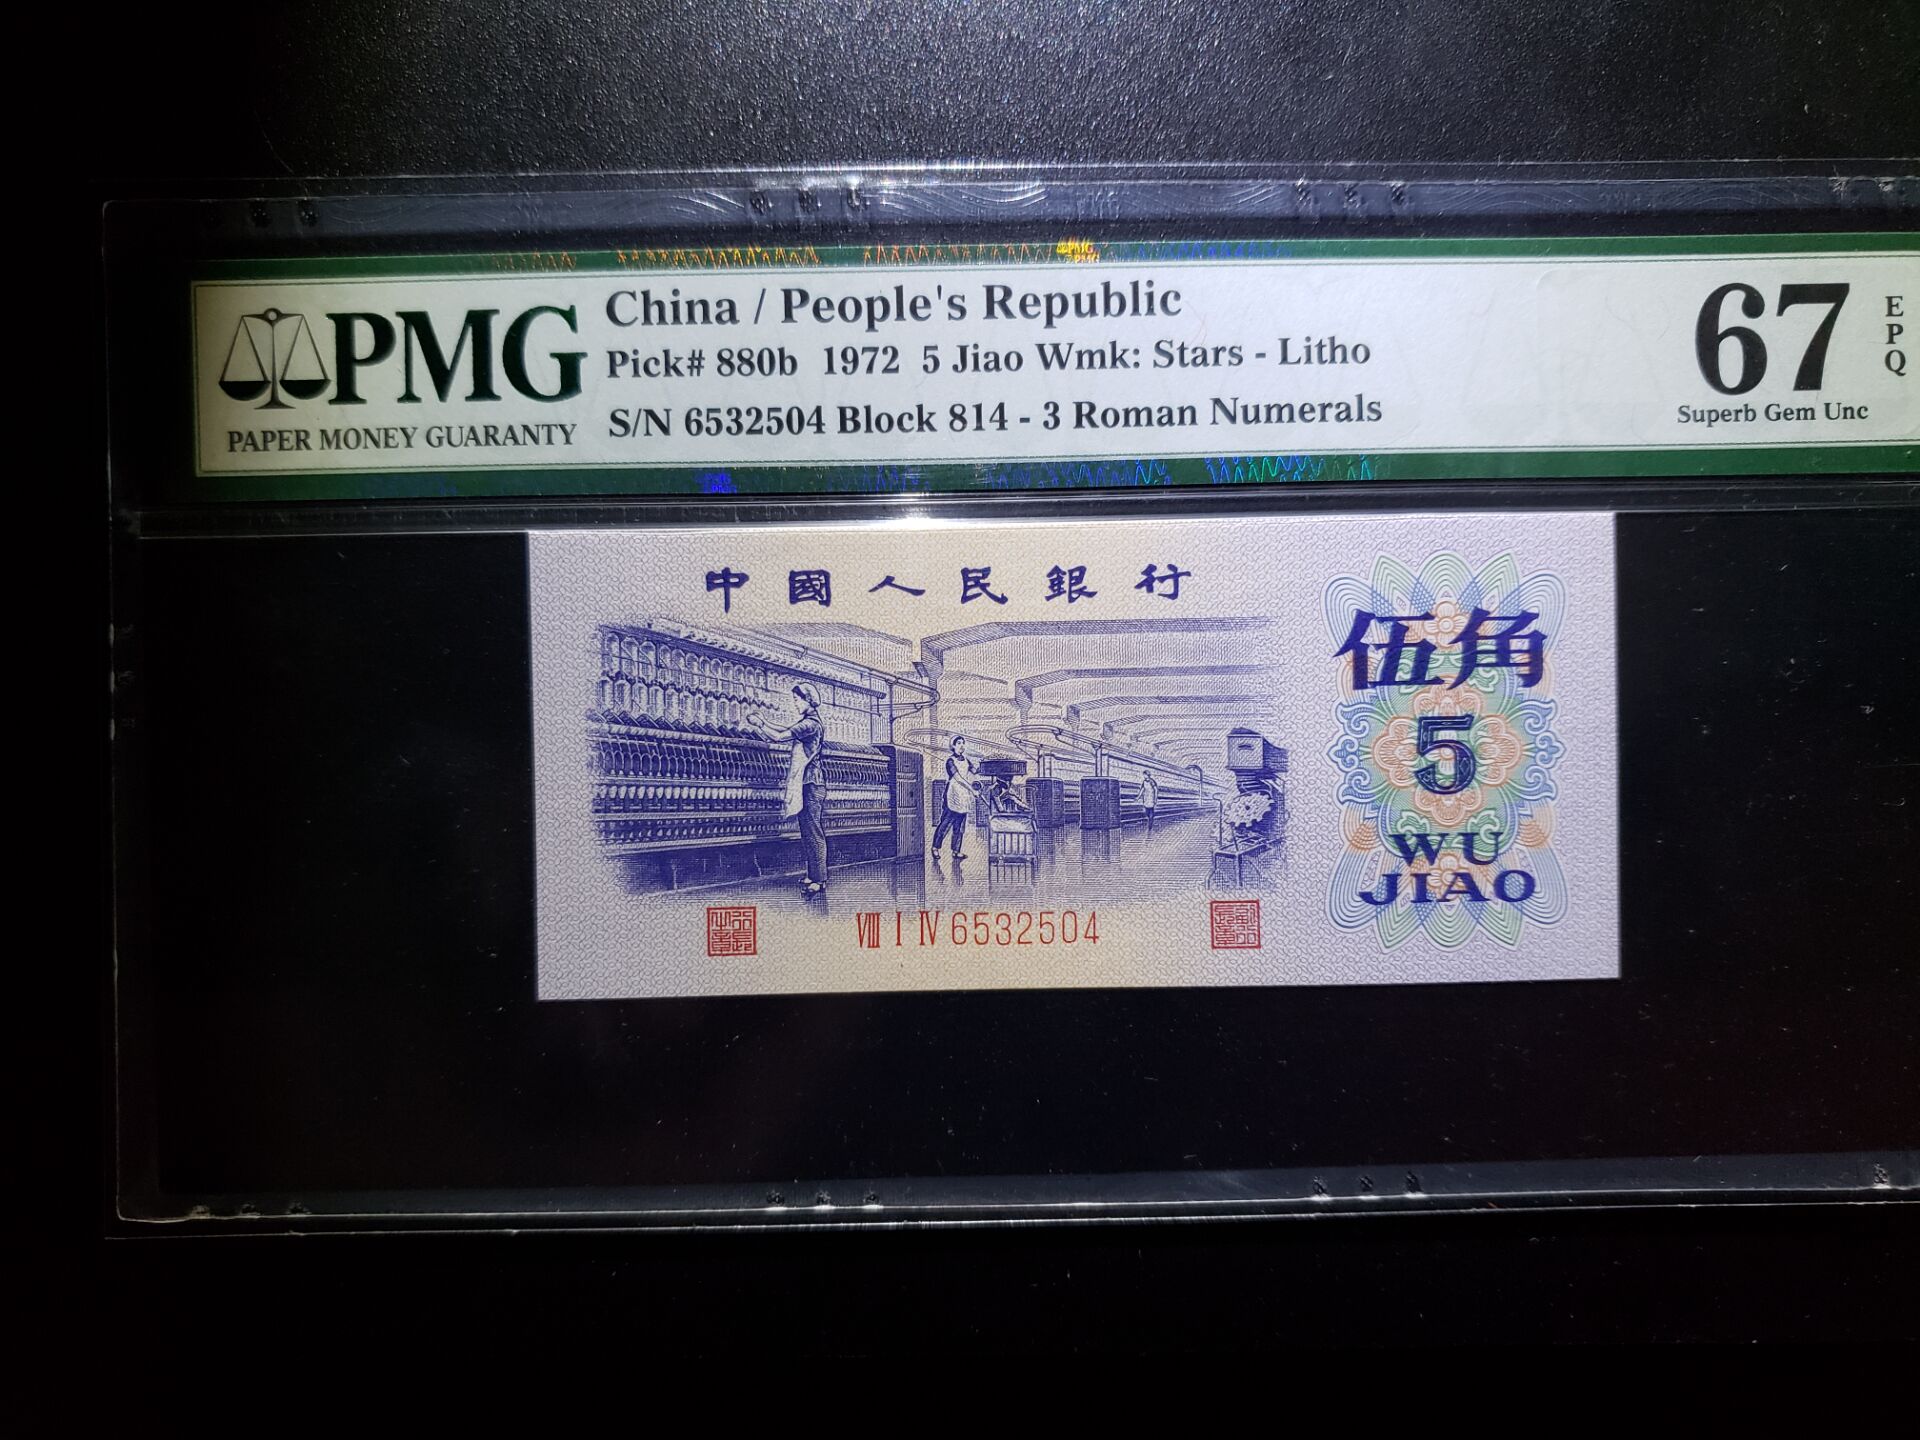 PMG
PAPER MONEY GUARANTY
China / People's Republic
Pick# 880b 1972 5 Jiao Wmk: Stars - Litho
S/N 6532504 Block 814 - 3 Roman Numerals
67
EPQ
Superb Gem Unc
中國人民銀行
伍角
5
WU
JIAO
VIII I IV 6532504